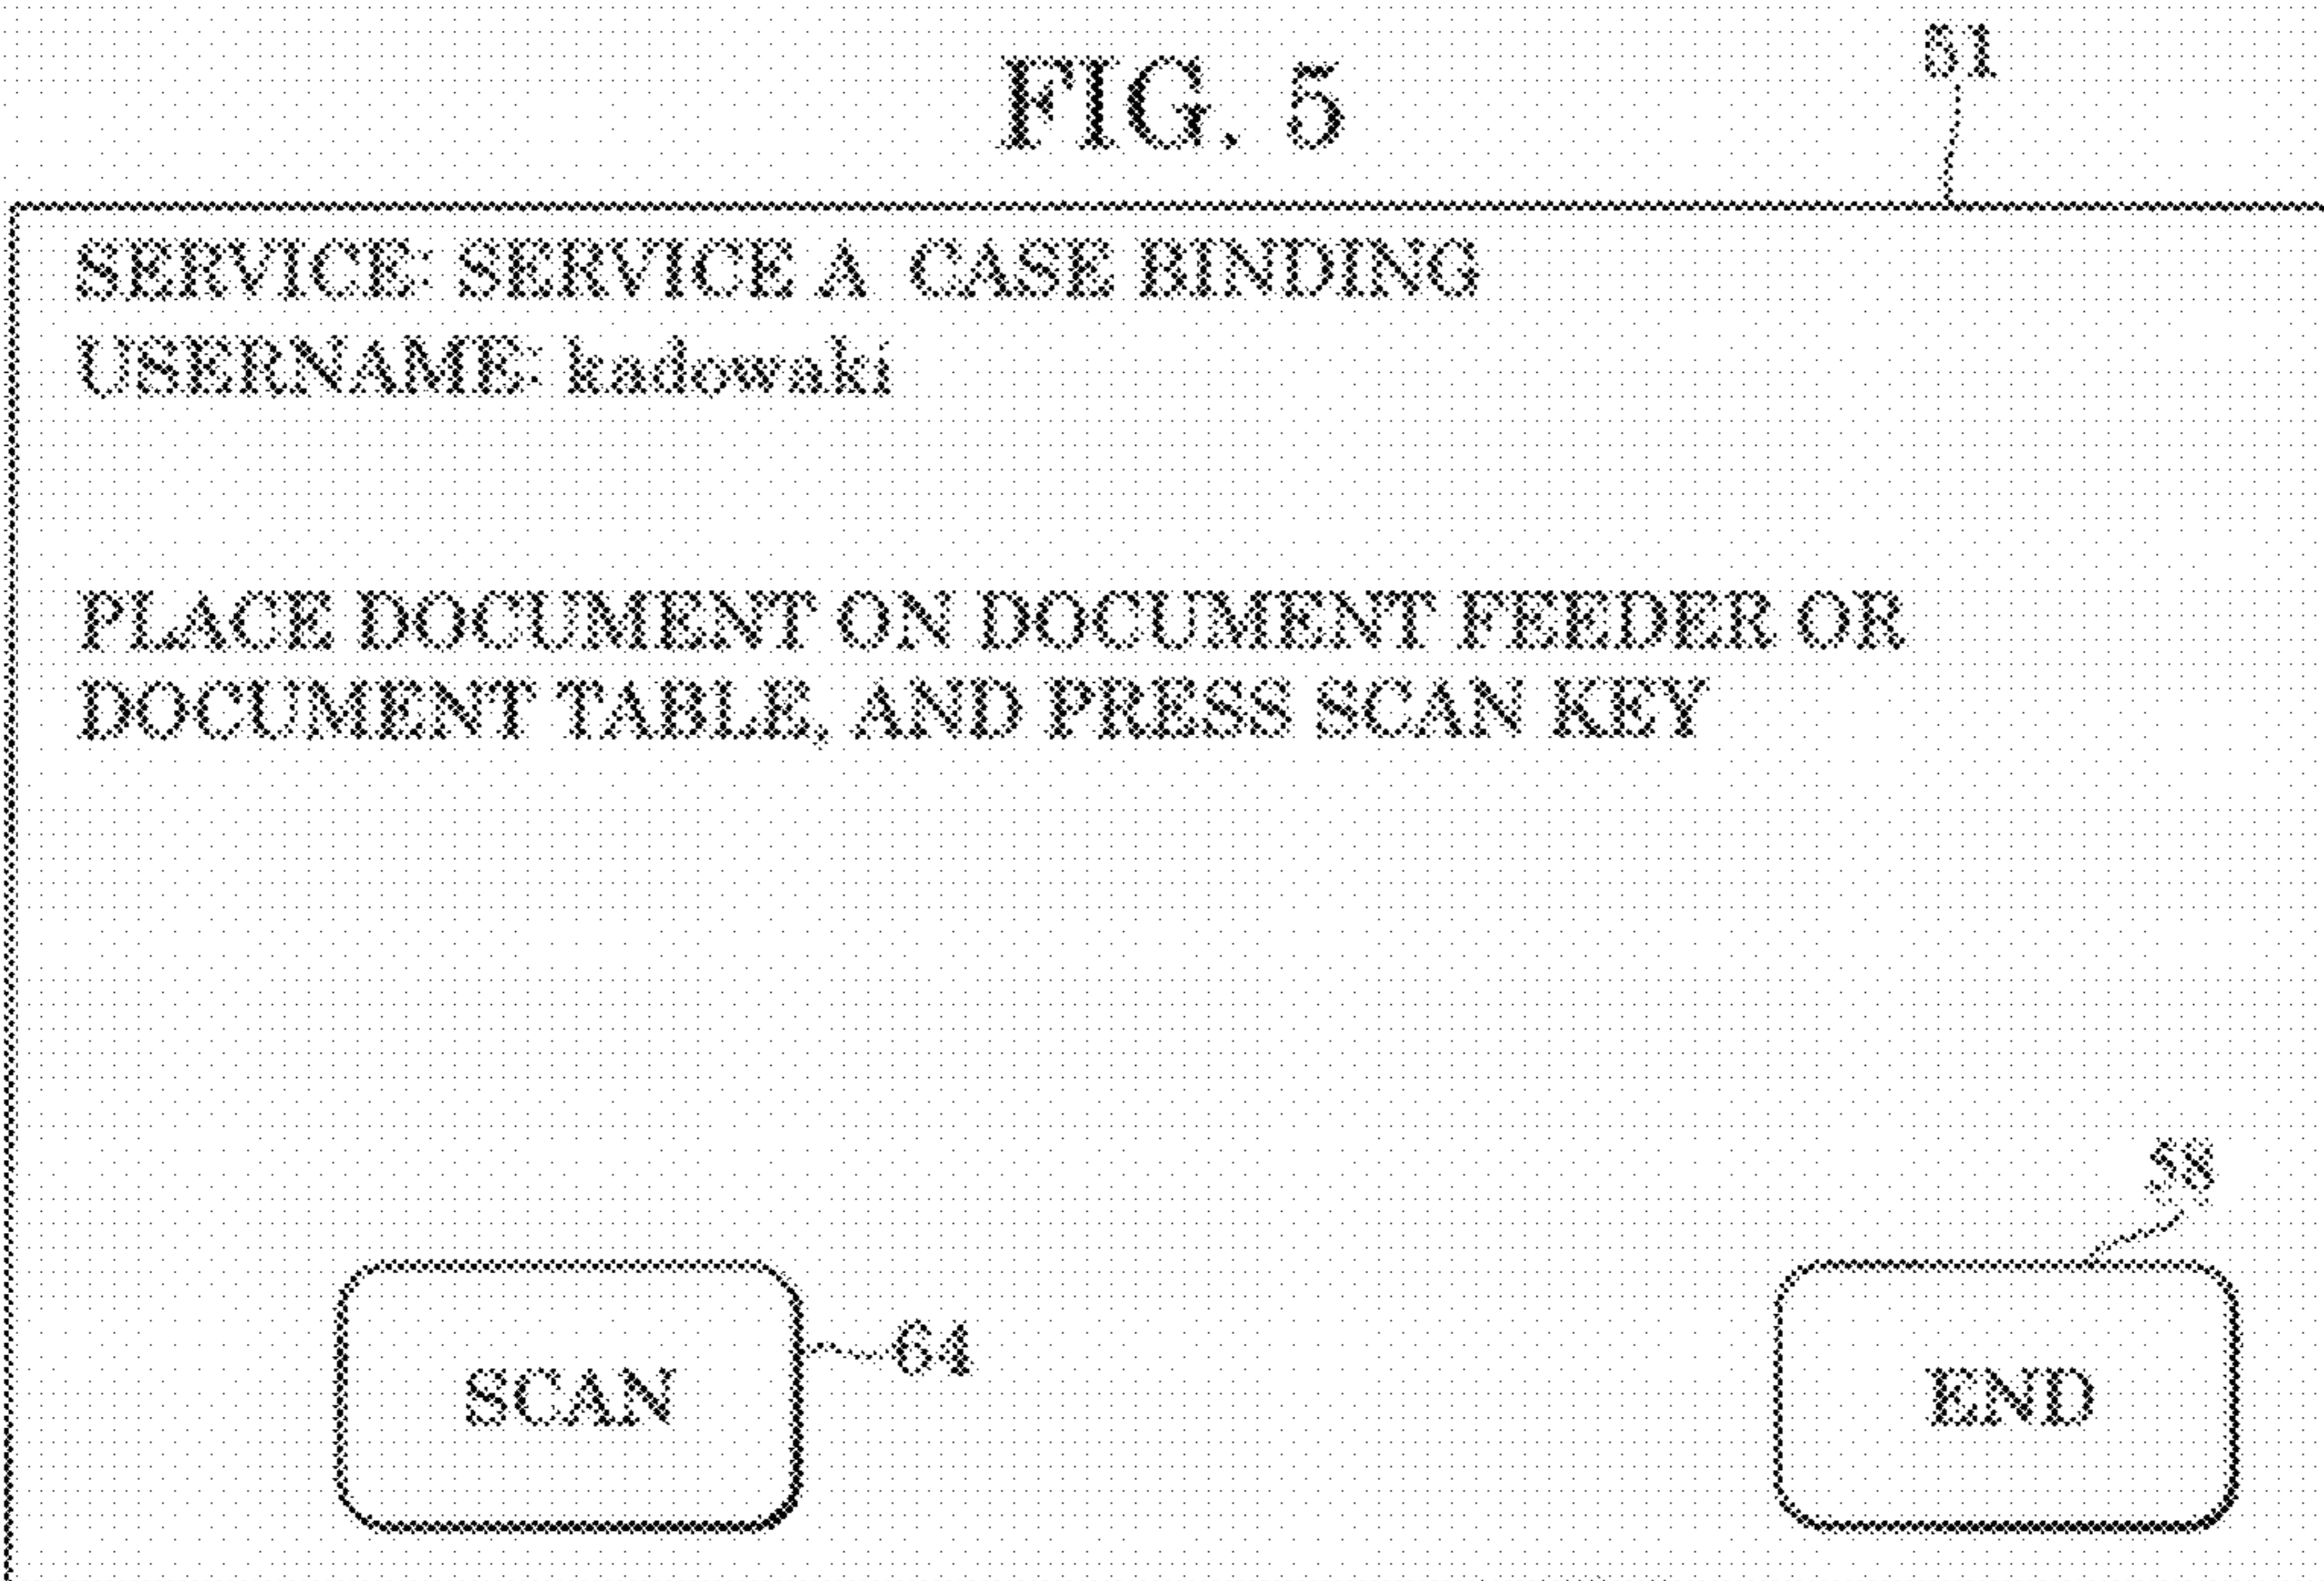 FIG. 5
SERVICE: SERVICE A CASE BINDING
USERNAME: kadowaki
PLACE DOCUMENT ON DOCUMENT FEEDER OR
DOCUMENT TABLE, AND PRESS SCAN KEY
58
SCAN
64
END